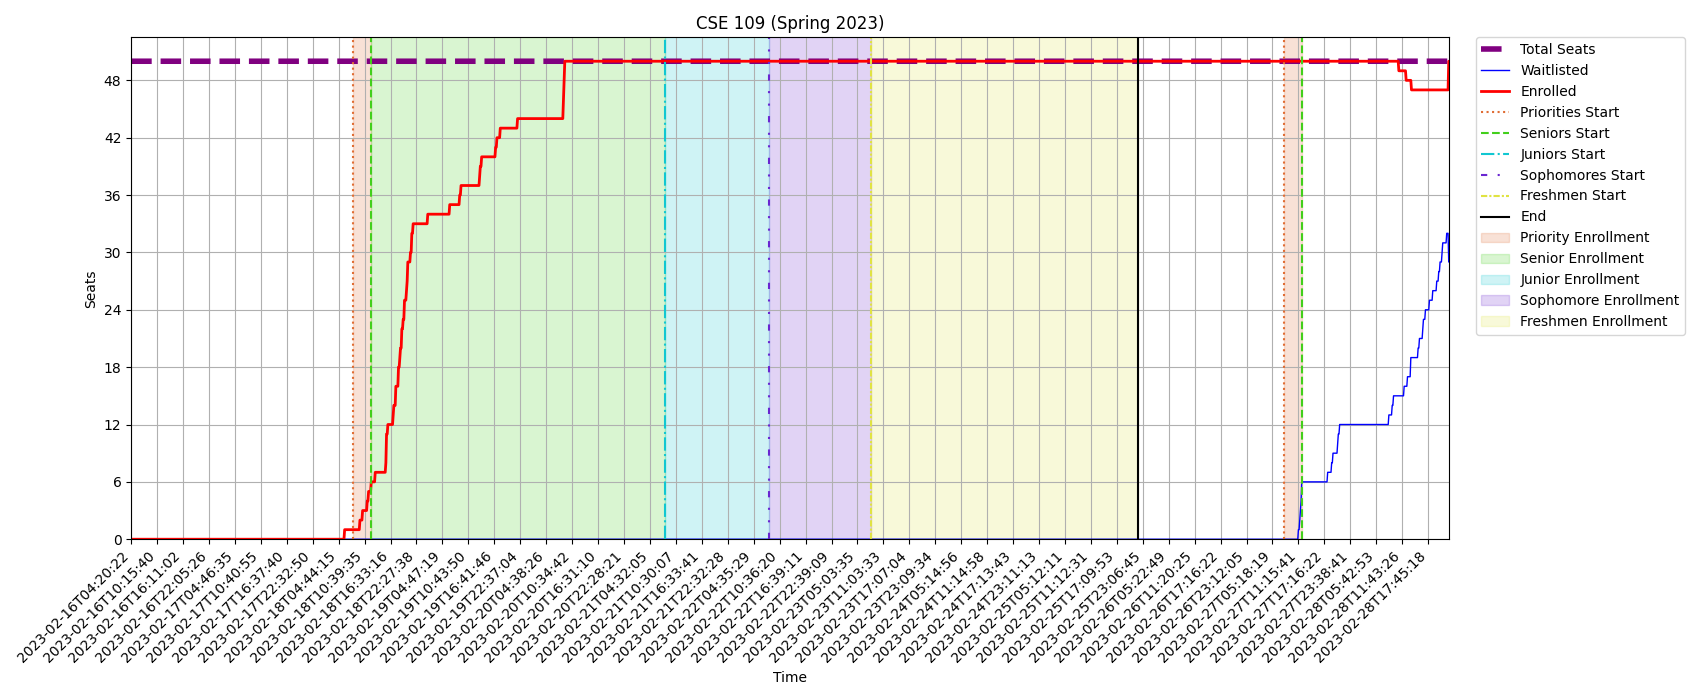 CSE 109 (Spring 2023)
Seats
48
42
36
30
24
18
12
6
0
2023-02-16T04:20:22
2023-02-16T10:15:40
2023-02-16T16:11:02
2023-02-16T22:05:26
2023-02-17T04:46:35
2023-02-17T10:40:55
2023-02-17T16:37:40
2023-02-17T22:32:50
2023-02-18T04:44:15
2023-02-18T10:39:35
2023-02-18T16:33:16
2023-02-18T22:27:38
2023-02-19T04:47:19
2023-02-19T10:43:50
2023-02-19T16:41:46
2023-02-19T22:37:04
2023-02-20T04:38:26
2023-02-20T10:34:42
2023-02-20T16:31:10
2023-02-20T22:28:21
2023-02-21T04:32:05
2023-02-21T10:30:07
2023-02-21T16:33:41
2023-02-21T22:32:28
2023-02-22T04:35:29
2023-02-22T10:36:20
2023-02-22T16:39:11
2023-02-22T22:39:09
2023-02-23T05:03:35
2023-02-23T11:03:33
2023-02-23T17:07:04
2023-02-23T23:09:34
2023-02-24T05:14:56
2023-02-24T11:14:58
2023-02-24T17:13:43
2023-02-24T23:11:13
2023-02-25T05:12:11
2023-02-25T11:12:31
2023-02-25T17:09:53
2023-02-25T23:06:45
2023-02-26T05:22:49
2023-02-26T11:20:25
2023-02-26T17:16:22
2023-02-26T23:12:05
2023-02-27T05:18:19
2023-02-27T11:15:41
2023-02-27T17:16:22
2023-02-27T23:38:41
2023-02-28T05:42:53
2023-02-28T11:43:26
2023-02-28T17:45:18
Time
Total Seats
Waitlisted
Enrolled
Priorities Start
Seniors Start
Juniors Start
Sophomores Start
Freshmen Start
End
Priority Enrollment
Senior Enrollment
Junior Enrollment
Sophomore Enrollment
Freshmen Enrollment